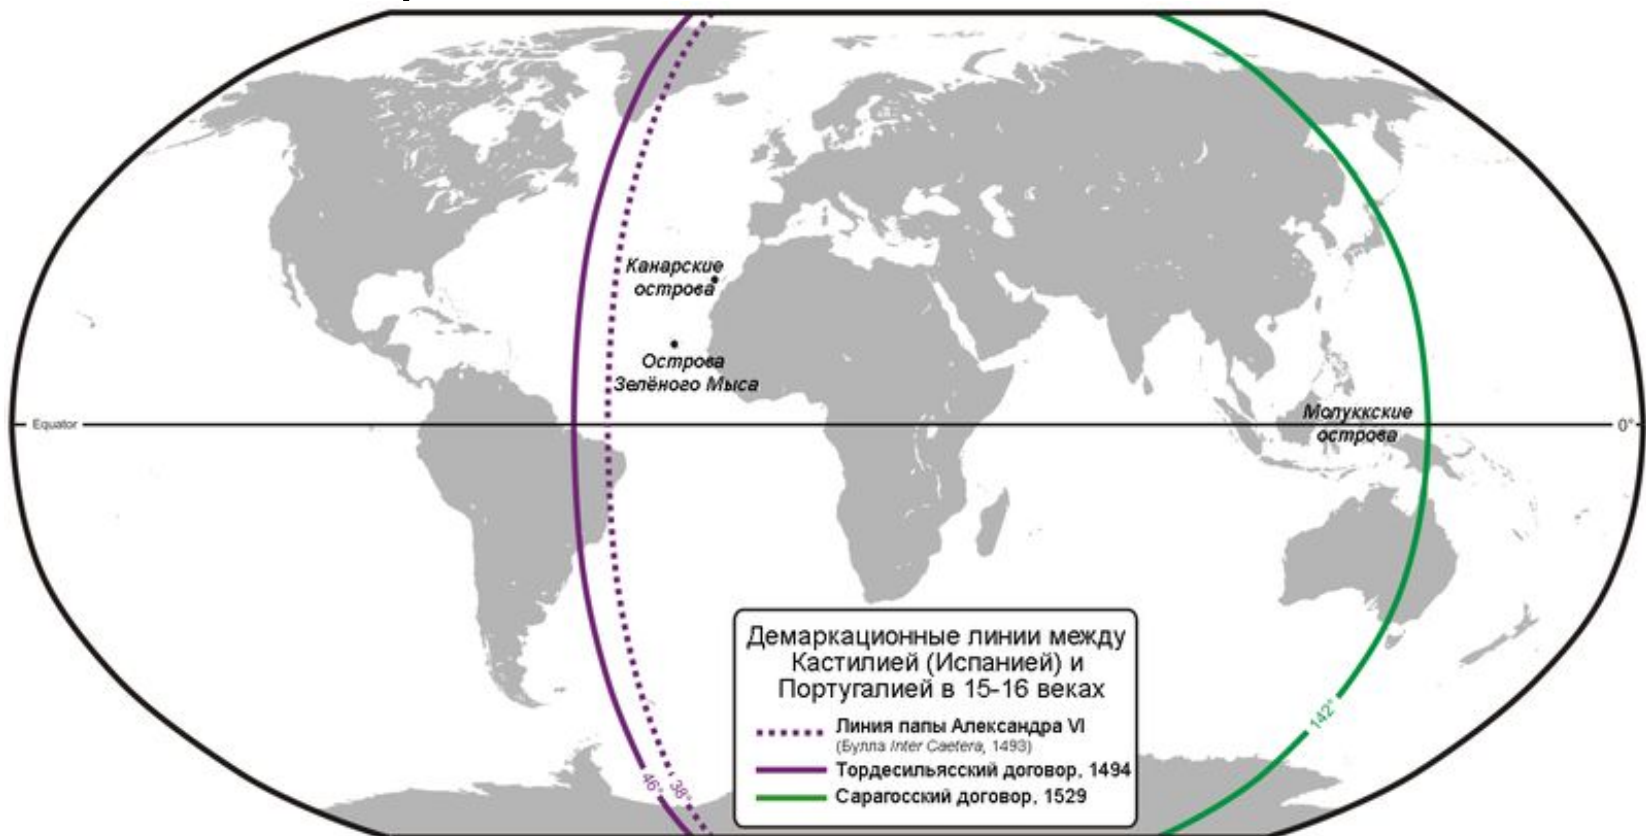 Канарские
острова
Острова
Зелёного Мыса
Equator
Молуккские
острова
0°
142°
46°
38°
Демаркационные линии между
Кастилией (Испанией) и
Португалией в 15-16 веках
Линия папы Александра VI
(Булла Inter Caetera, 1493)
Тордесильясский договор, 1494
Сарагосский договор, 1529